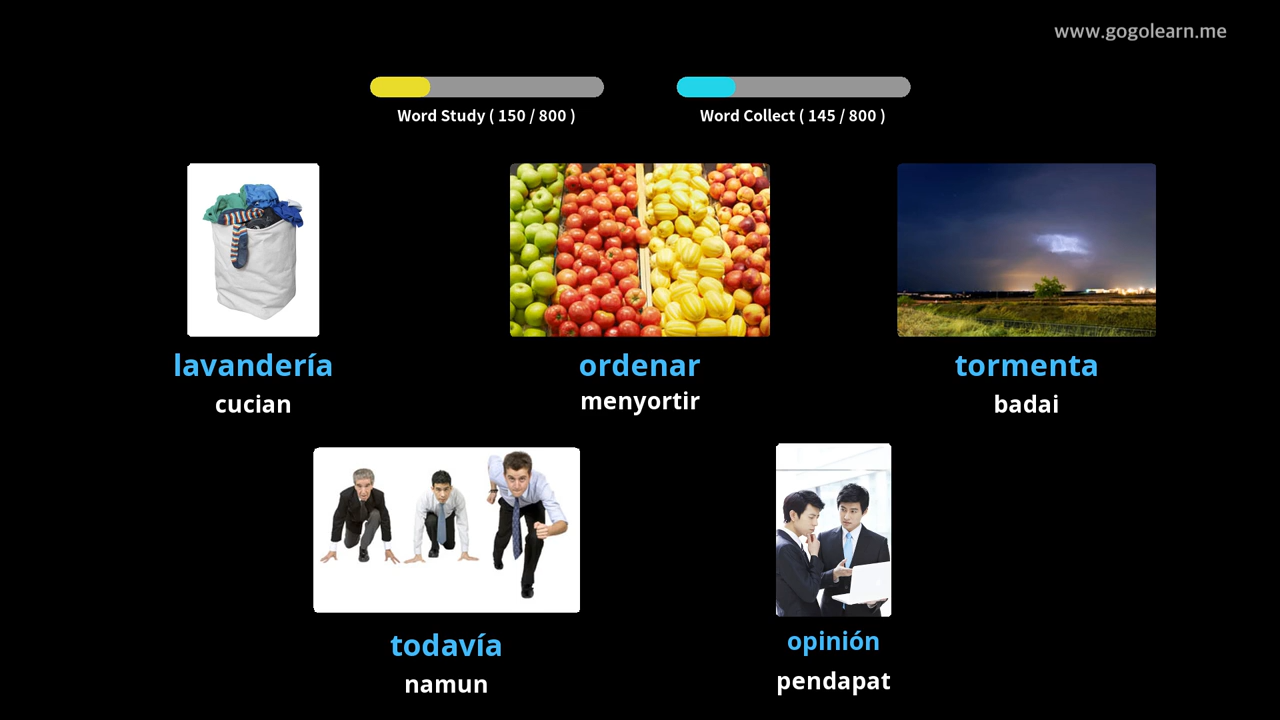 www.gogolearn.me
Word Study ( 150 / 800 )
Word Collect ( 145 / 800 )
lavandería
cucian
ordenar
menyortir
tormenta
badai
todavía
namun
opinión
pendapat